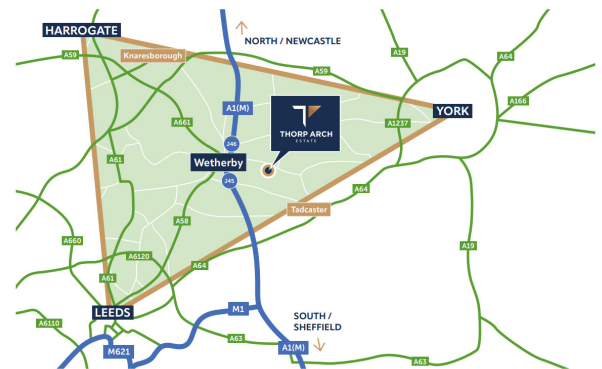 HARROGATE
NORTH / NEWCASTLE
A19
A64
A59
Knaresborough
A59
A166
A1(M)
YORK
A661
THORP ARCH
ESTATE
A1237
J46
A61
Wetherby
J45
A64
Tadcaster
A58
A660
A19
A6120
A64
A61
LEEDS
M1
SOUTH /
SHEFFIELD
A6110
A63
M621
A1(M)
A63